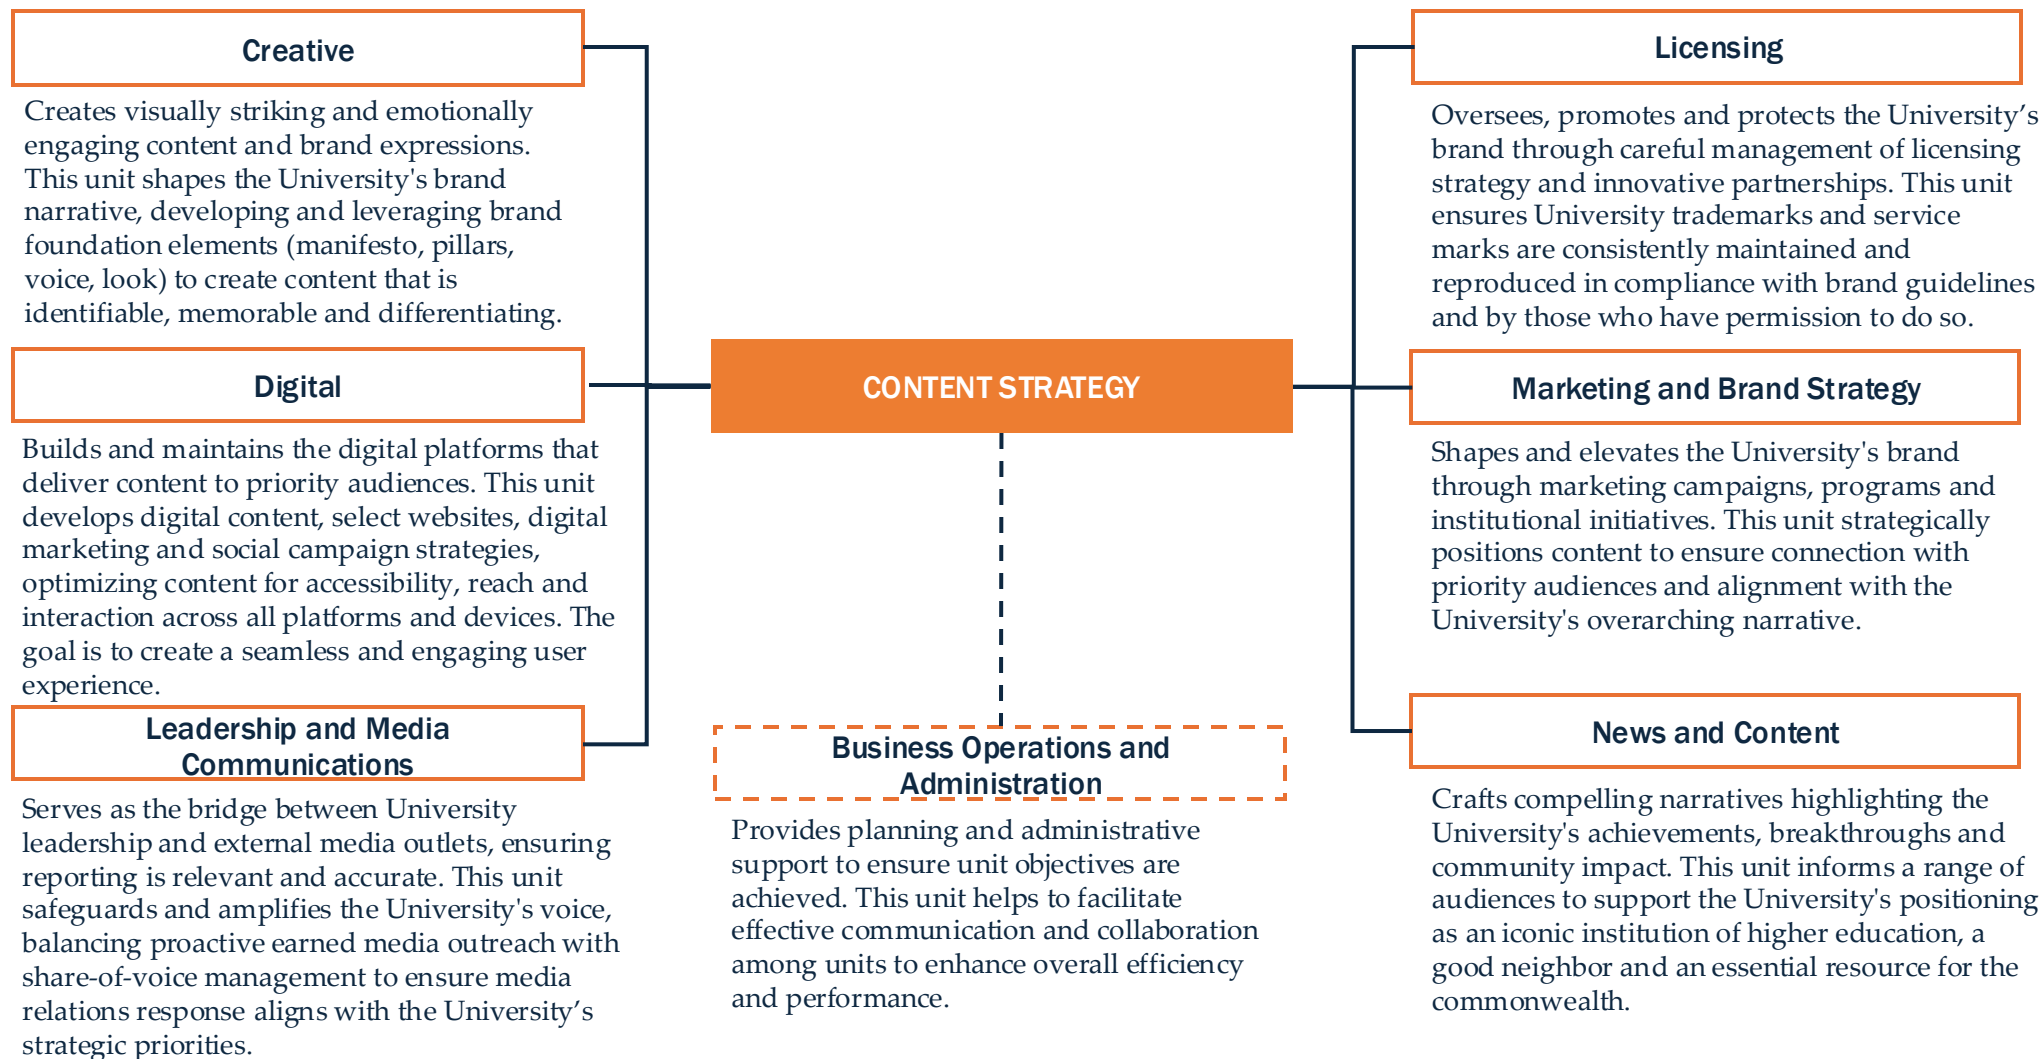 Creative
Creates visually striking and emotionally
engaging content and brand expressions.
This unit shapes the University's brand
narrative, developing and leveraging brand
foundation elements (manifesto, pillars,
voice, look) to create content that is
identifiable, memorable and differentiating.
Digital
Builds and maintains the digital platforms that
deliver content to priority audiences. This unit
develops digital content, select websites, digital
marketing and social campaign strategies,
optimizing content for accessibility, reach and
interaction across all platforms and devices. The
goal is to create a seamless and engaging user
experience.
Leadership and Media
Communications
Serves as the bridge between University
leadership and external media outlets, ensuring
reporting is relevant and accurate. This unit
safeguards and amplifies the University's voice,
balancing proactive earned media outreach with
share-of-voice management to ensure media
relations response aligns with the University’s
strategic priorities.
CONTENT STRATEGY
Business Operations and
Administration
Provides planning and administrative
support to ensure unit objectives are
achieved. This unit helps to facilitate
effective communication and collaboration
among units to enhance overall efficiency
and performance.
Licensing
Oversees, promotes and protects the University’s
brand through careful management of licensing
strategy and innovative partnerships. This unit
ensures University trademarks and service
marks are consistently maintained and
reproduced in compliance with brand guidelines
and by those who have permission to do so.
Marketing and Brand Strategy
Shapes and elevates the University's brand
through marketing campaigns, programs and
institutional initiatives. This unit strategically
positions content to ensure connection with
priority audiences and alignment with the
University's overarching narrative.
News and Content
Crafts compelling narratives highlighting the
University's achievements, breakthroughs and
community impact. This unit informs a range of
audiences to support the University's positioning
as an iconic institution of higher education, a
good neighbor and an essential resource for the
commonwealth.